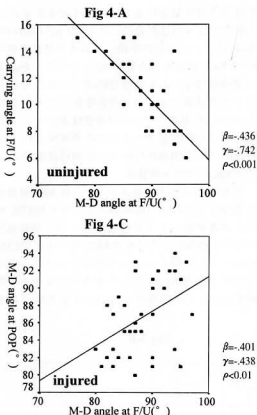 Fig 4-A
Carrying angle at F/U(°)
16
14
12
10
8
6
4
70 80 90 100
M-D angle at F/U(°)
uninjured
β=-.436
γ=-.742
ρ<0.001
Fig 4-C
M-D angle at POP(°)
96
94
92
90
88
86
84
82
80
78
70 80 90 100
M-D angle at F/U(°)
injured
β=-.401
γ=-.438
ρ<0.01